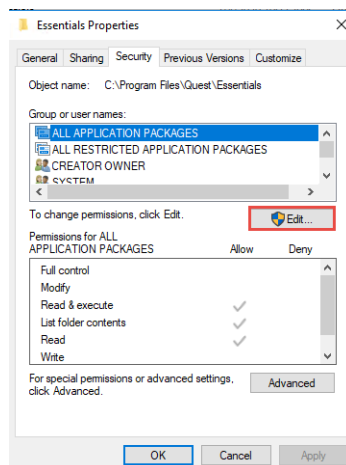 Essentials Properties
General Sharing Security Previous Versions Customize
Object name: C:\Program Files\Quest\Essentials
Group or user names:
ALL APPLICATION PACKAGES
ALL RESTRICTED APPLICATION PACKAGES
CREATOR OWNER
SYSTEM
To change permissions, click Edit.
Edit...
Permissions for ALL
APPLICATION PACKAGES Allow Deny
Full control
Modify
Read & execute
List folder contents
Read
Write
For special permissions or advanced settings,
click Advanced.
Advanced
OK Cancel Apply